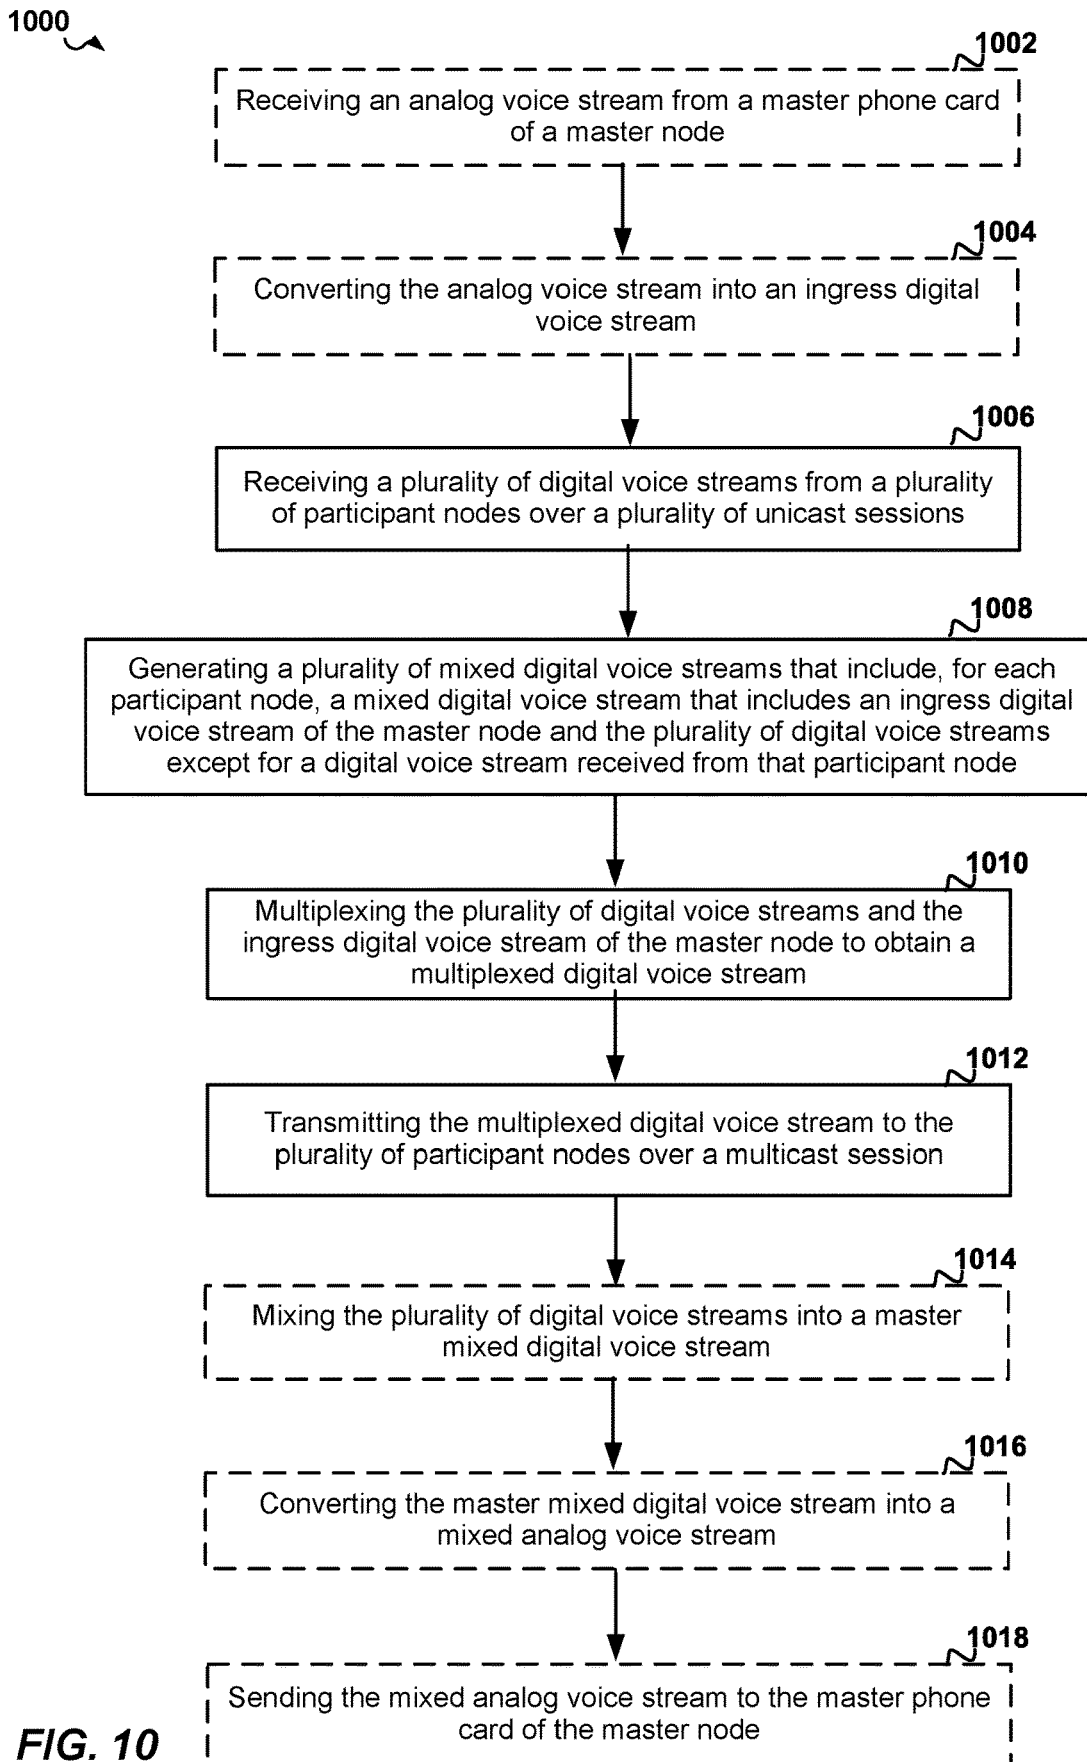 1000
1002
Receiving an analog voice stream from a master phone card
of a master node
1004
Converting the analog voice stream into an ingress digital
voice stream
1006
Receiving a plurality of digital voice streams from a plurality
of participant nodes over a plurality of unicast sessions
1008
Generating a plurality of mixed digital voice streams that include, for each
participant node, a mixed digital voice stream that includes an ingress digital
voice stream of the master node and the plurality of digital voice streams
except for a digital voice stream received from that participant node
1010
Multiplexing the plurality of digital voice streams and the
ingress digital voice stream of the master node to obtain a
multiplexed digital voice stream
1012
Transmitting the multiplexed digital voice stream to the
plurality of participant nodes over a multicast session
1014
Mixing the plurality of digital voice streams into a master
mixed digital voice stream
1016
Converting the master mixed digital voice stream into a
mixed analog voice stream
1018
Sending the mixed analog voice stream to the master phone
card of the master node
FIG. 10